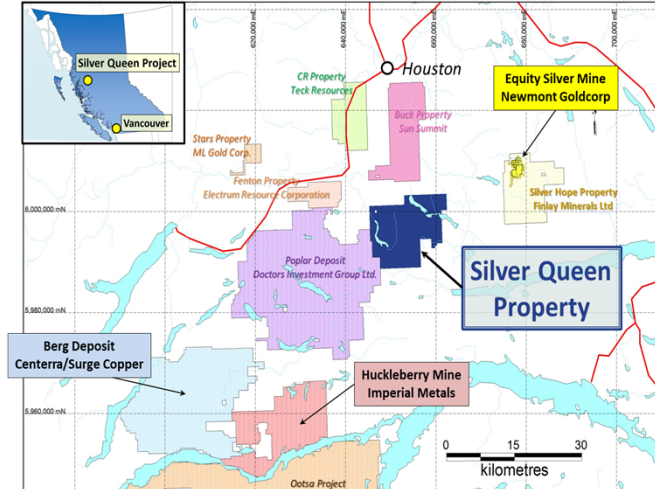 620,000 mE
640,000 mE
660,000 mE
680,000 mE
700,000 mE
Silver Queen Project
Vancouver
Houston
CR Property
Teck Resources
Buck Property
Sun Summit
Equity Silver Mine
Newmont Goldcorp
Stars Property
ML Gold Corp.
Fenton Property
Electrum Resource Corporation
Silver Hope Property
Finlay Minerals Ltd
6,000,000 mN
Poplar Deposit
Doctors Investment Group Ltd.
Silver Queen
Property
5,980,000 mN
Berg Deposit
Centerra/Surge Copper
Huckleberry Mine
Imperial Metals
5,960,000 mN
0 7.5 15 30
kilometres
Ootsa Project